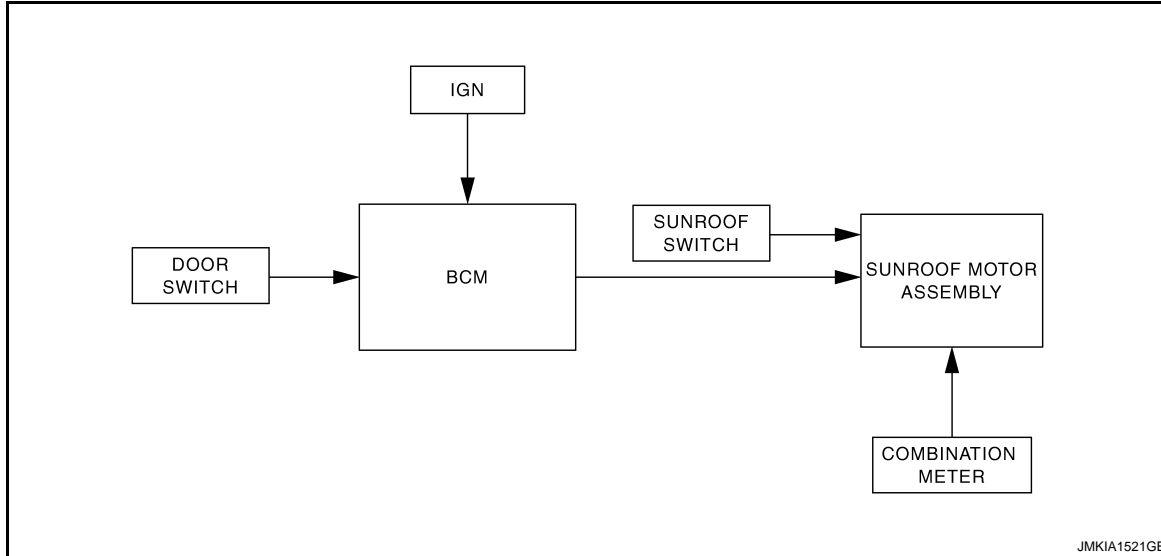 IGN
SUNROOF
SWITCH
DOOR
SWITCH
BCM
SUNROOF MOTOR
ASSEMBLY
COMBINATION
METER
JMKIA1521GB